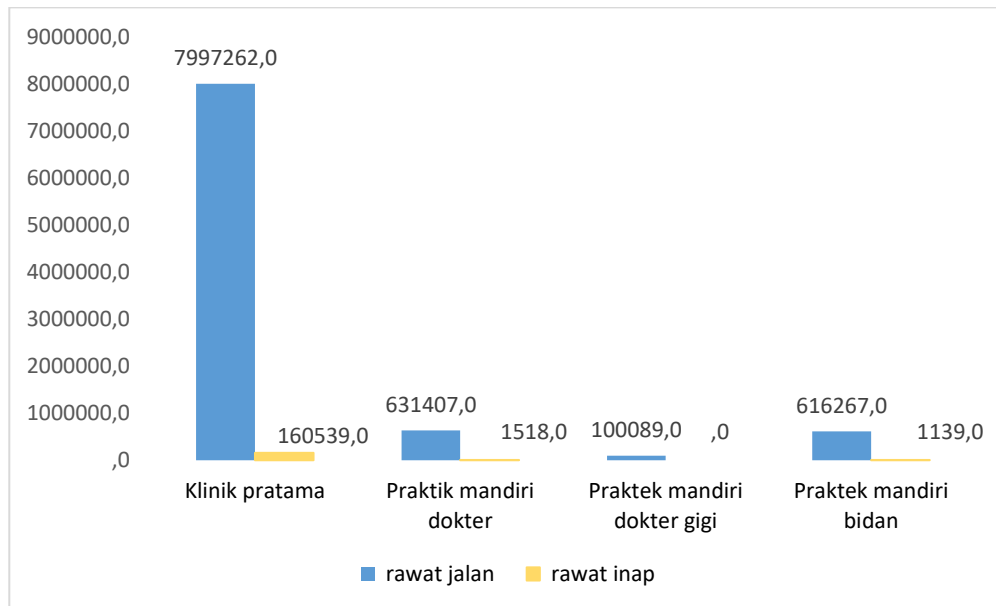 9000000,0
8000000,0
7000000,0
6000000,0
5000000,0
4000000,0
3000000,0
2000000,0
1000000,0
,0
7997262,0
160539,0
631407,0
1518,0
100089,0
,0
616267,0
1139,0
Klinik pratama
Praktik mandiri
dokter
Praktek mandiri
dokter gigi
Praktek mandiri
bidan
rawat jalan
rawat inap